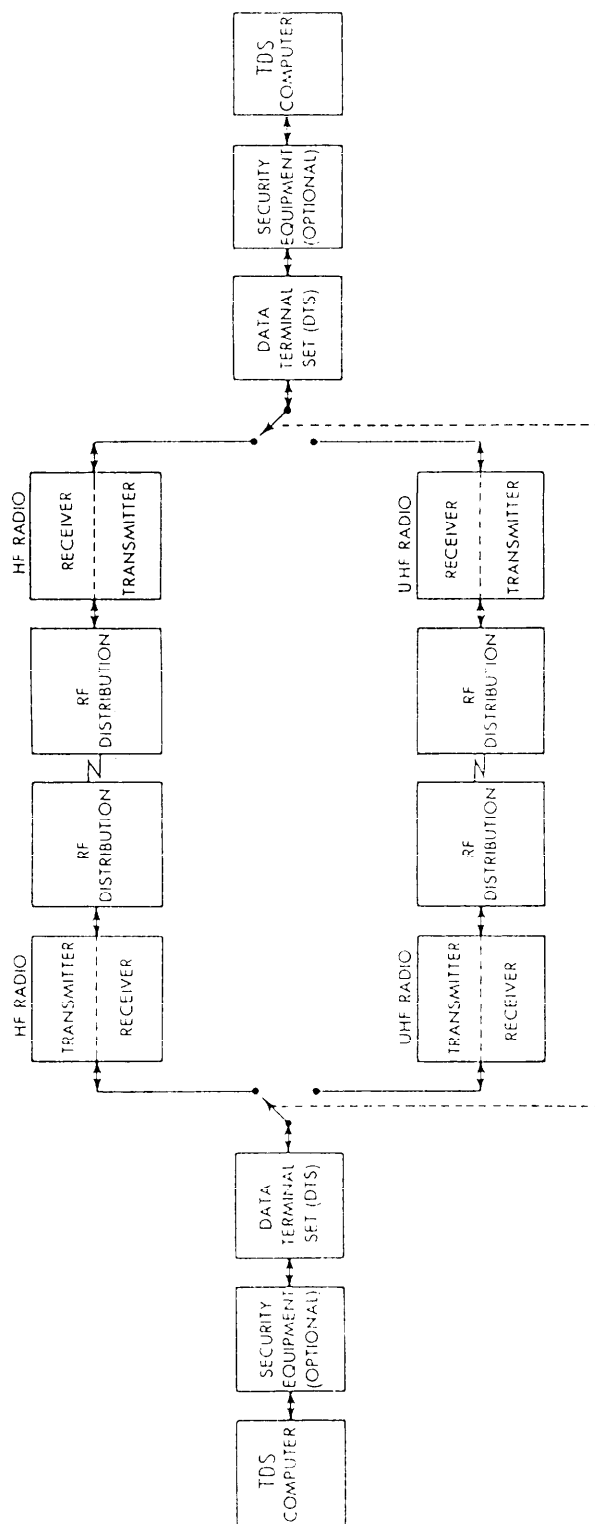 TDS
COMPUTER
SECURITY
EQUIPMENT
(OPTIONAL)
DATA
TERMINAL
SET (DTS)
HF RADIO
TRANSMITTER
RECEIVER
RF
DISTRIBUTION
RF
DISTRIBUTION
HF RADIO
RECEIVER
TRANSMITTER
UHF RADIO
TRANSMITTER
RECEIVER
RF
DISTRIBUTION
RF
DISTRIBUTION
UHF RADIO
RECEIVER
TRANSMITTER
DATA
TERMINAL
SET (DTS)
SECURITY
EQUIPMENT
(OPTIONAL)
TDS
COMPUTER